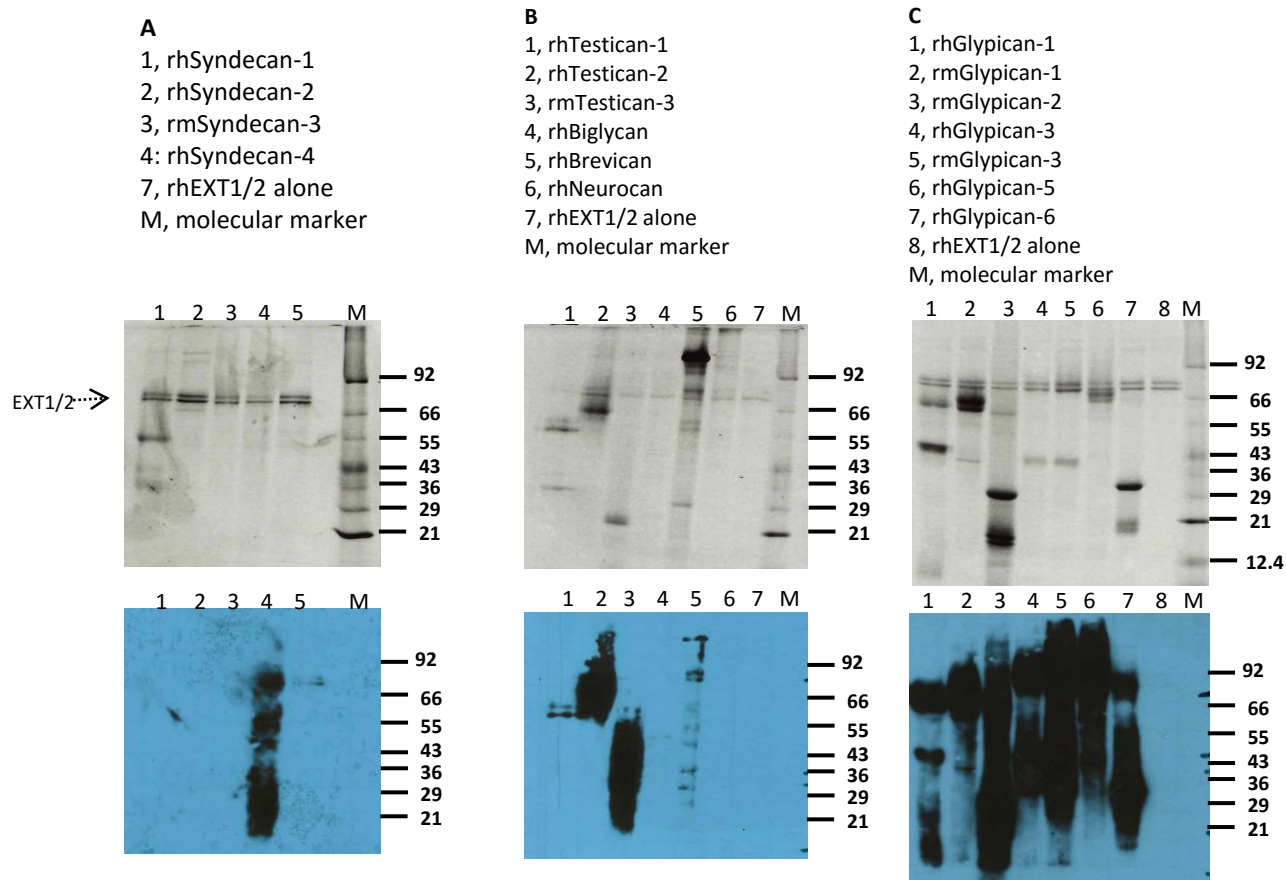 A
1, rhSyndecan-1
2, rhSyndecan-2
3, rmSyndecan-3
4: rhSyndecan-4
7, rhEXT1/2 alone
M, molecular marker
B
1, rhTestican-1
2, rhTestican-2
3, rmTestican-3
4, rhBiglycan
5, rhBrevican
6, rhNeurocan
7, rhEXT1/2 alone
M, molecular marker
C
1, rhGlypican-1
2, rmGlypican-1
3, rmGlypican-2
4, rhGlypican-3
5, rmGlypican-3
6, rhGlypican-5
7, rhGlypican-6
8, rhEXT1/2 alone
M, molecular marker
1 2 3 4 5 M
EXT1/2
92
66
55
43
36
29
21
1 2 3 4 5 6 7 M
92
66
55
43
36
29
21
1 2 3 4 5 6 7 8 M
92
66
55
43
36
29
21
12.4
1 2 3 4 5 M
92
66
55
43
36
29
21
1 2 3 4 5 6 7 M
92
66
55
43
36
29
21
1 2 3 4 5 6 7 8 M
92
66
55
43
36
29
21